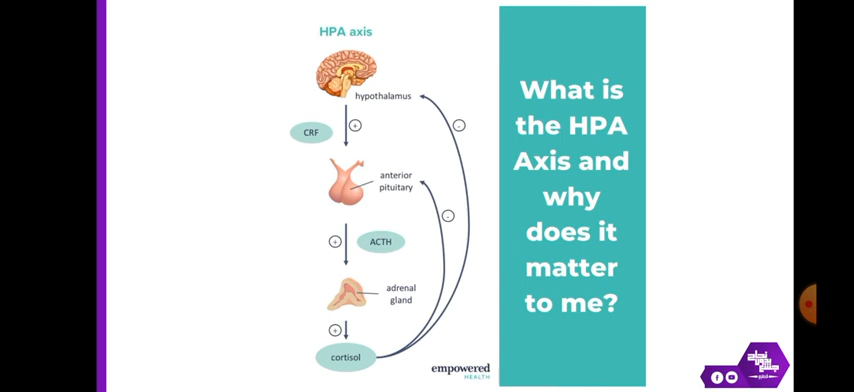 HPA axis
hypothalamus
+
-
CRF
anterior
pituitary
-
+
ACTH
adrenal
gland
+
cortisol
empowered
HEALTH
What is
the HPA
Axis and
why
does it
matter
to me?